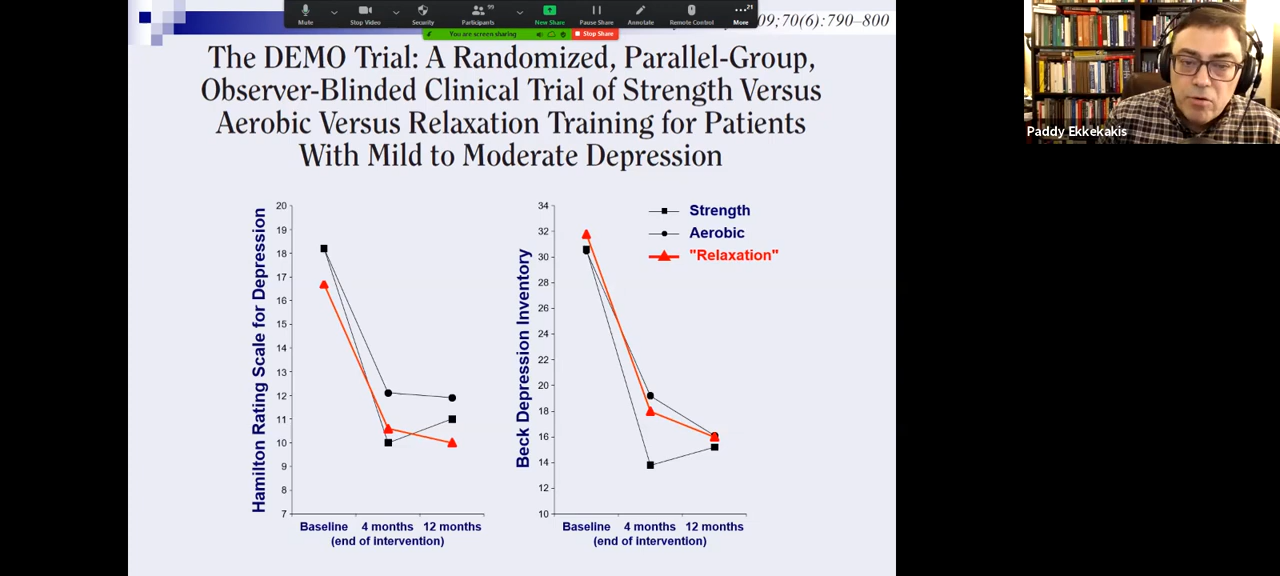 99
21
Mute
Stop Video
Security
Participants
New Share
Pause Share
Annotate
Remote Control
More
09;70(6):790–800
You are screen sharing
Stop Share
The DEMO Trial: A Randomized, Parallel-Group,
Observer-Blinded Clinical Trial of Strength Versus
Aerobic Versus Relaxation Training for Patients
With Mild to Moderate Depression
Paddy Ekkekakis
Hamilton Rating Scale for Depression
20
19
18
17
16
15
14
13
12
11
10
9
8
7
Baseline
4 months
12 months
(end of intervention)
Beck Depression Inventory
34
32
30
28
26
24
22
20
18
16
14
12
10
Strength
Aerobic
"Relaxation"
Baseline
4 months
12 months
(end of intervention)